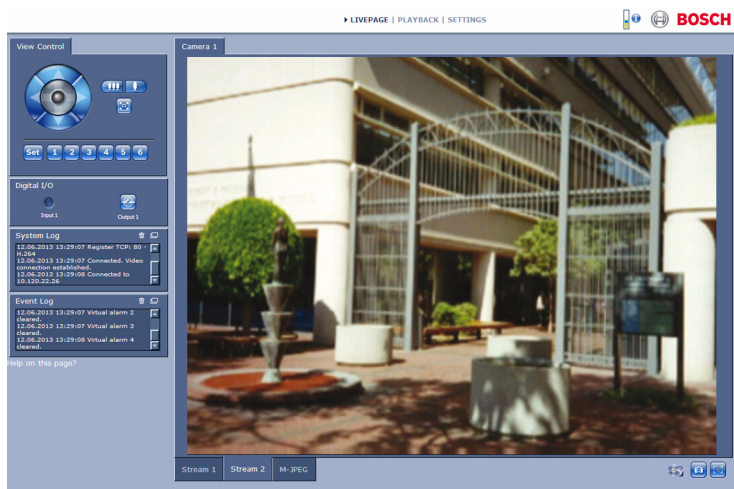 LIVEPAGE | PLAYBACK | SETTINGS
BOSCH
View Control
Set 1 2 3 4 5 6
Digital I/O
Input 1
Output 1
System Log
12.06.2013 13:29:07 Register TCP: 80 -
H.264
12.06.2013 13:29:07 Connected. Video
connection established.
12.06.2013 13:29:08 Connected to
10.120.22.26
Event Log
12.06.2013 13:29:07 Virtual alarm 2
cleared.
12.06.2013 13:29:07 Virtual alarm 3
cleared.
12.06.2013 13:29:08 Virtual alarm 4
cleared.
Help on this page?
Camera 1
Stream 1
Stream 2
M-JPEG